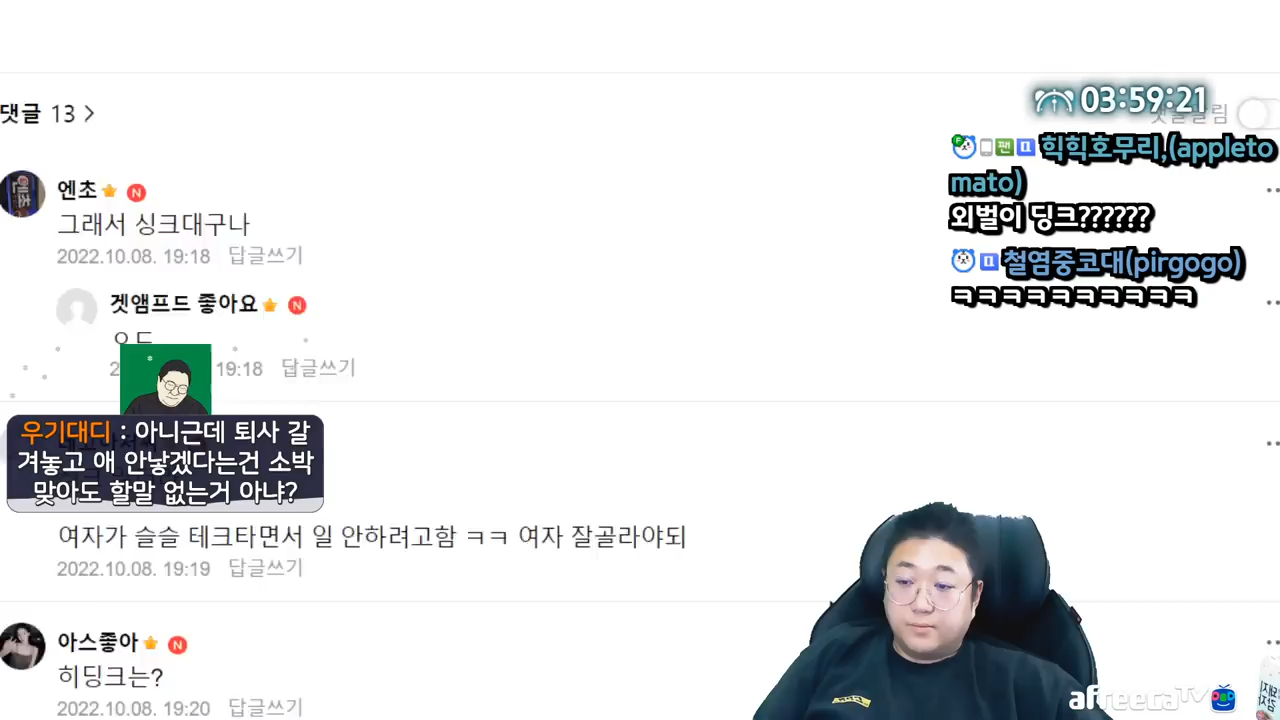 댓글 13
03:59:21
힉힉호무리,(appleto
mato)
외벌이 딩크??????
철염중코대(pirgogo)
ㅋㅋㅋㅋㅋㅋㅋㅋㅋㅋ
엔초 N
그래서 싱크대구나
2022.10.08. 19:18 답글쓰기
겟앰프드 좋아요 N
ㅇㄷ
19:18 답글쓰기
우기대디 : 아니근데 퇴사 갈
겨놓고 애 안낳겠다는건 소박
맞아도 할말 없는거 아냐?
여자가 슬슬 테크타면서 일 안하려고함 ㅋㅋ 여자 잘골라야되
2022.10.08. 19:19 답글쓰기
아스좋아 N
히딩크는?
2022.10.08. 19:20 답글쓰기
afreecaTV